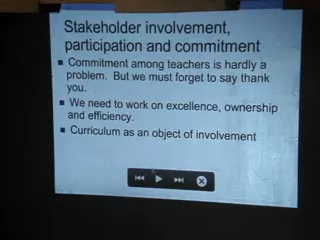 Stakeholder involvement,
participation and commitment
Commitment among teachers is hardly a
problem. But we must forget to say thank
you.
We need to work on excellence, ownership
and efficiency.
Curriculum as an object of involvement